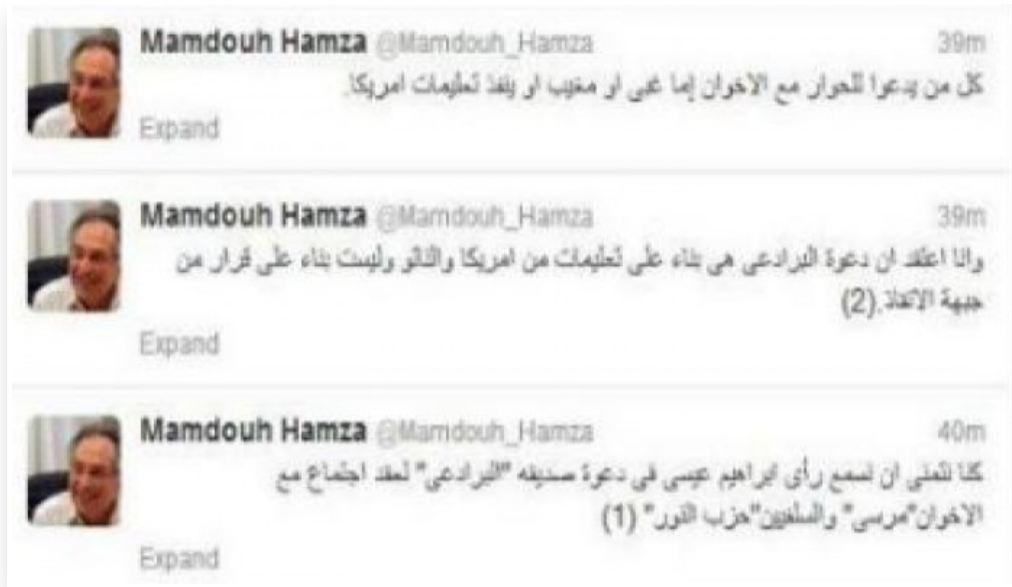 Mamdouh Hamza @Mamdouh_Hamza 39m
كل من يدعوا للحوار مع الاخوان إما غبى او مغيب او ينفذ تعليمات امريكا.
Expand
Mamdouh Hamza @Mamdouh_Hamza 39m
وانا اعتقد ان دعوة البرادعى هى بناء على تعليمات من امريكا والناتو وليست بناء على قرار من
جبهة الانقاذ.(2)
Expand
Mamdouh Hamza @Mamdouh_Hamza 40m
كنا نتمنى ان نسمع رأى ابراهيم عيسى فى دعوة صديقه "البرادعى" لعقد اجتماع مع
الاخوان"مرسى" والسلفيين"حزب النور" (1)
Expand